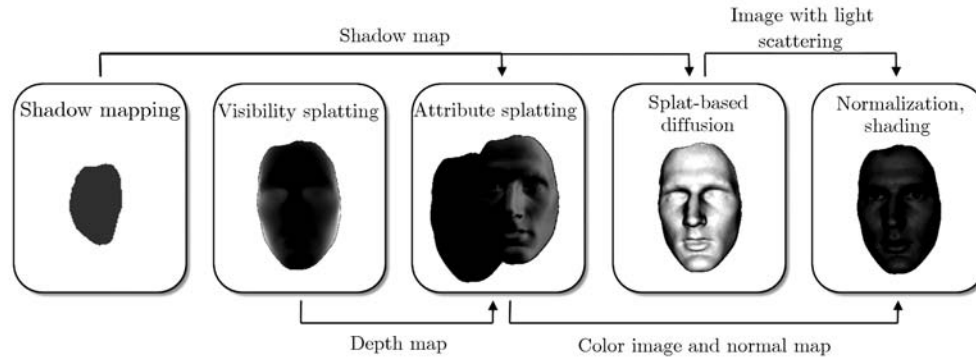 Shadow map
Image with light
scattering
Shadow mapping
Visibility splatting
Attribute splatting
Splat-based
diffusion
Normalization,
shading
Depth map
Color image and normal map